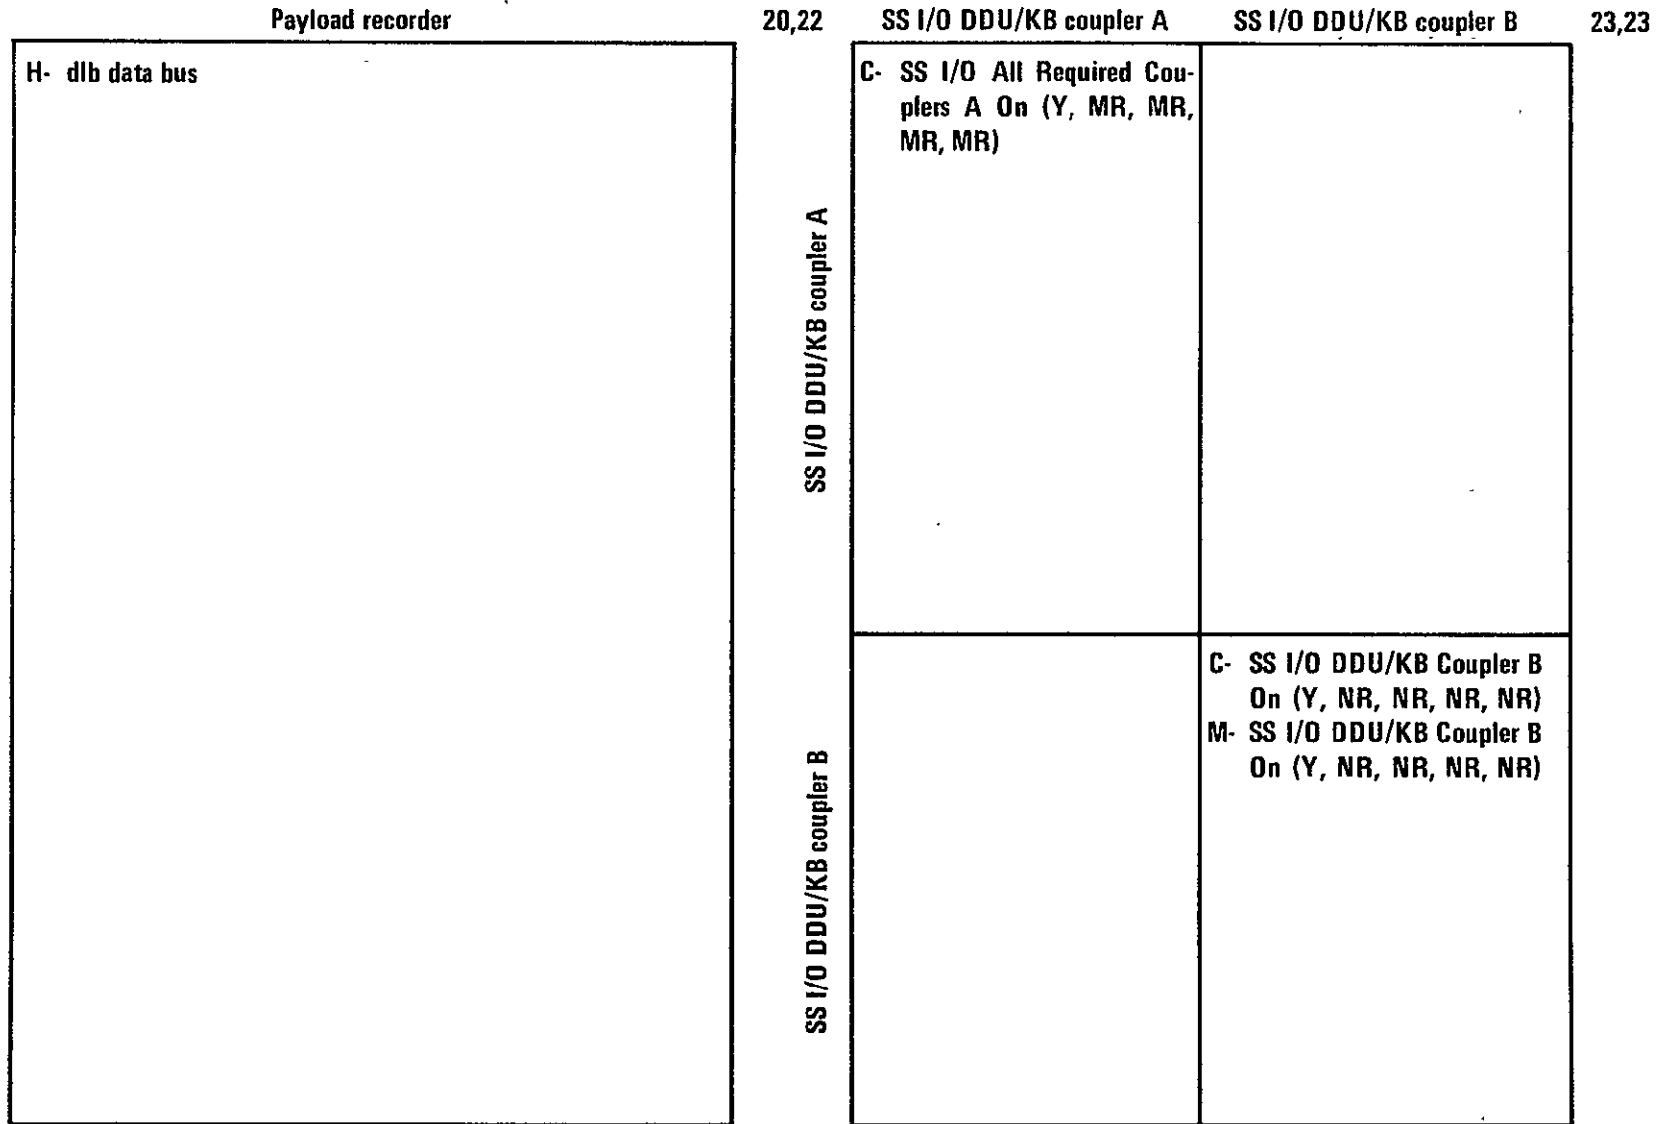 Payload recorder
20,22
H- dlb data bus
SS I/O DDU/KB coupler A
SS I/O DDU/KB coupler B
23,23
SS I/O DDU/KB coupler A
C- SS I/O All Required Cou-
plers A On (Y, MR, MR,
MR, MR)
SS I/O DDU/KB coupler B
C- SS I/O DDU/KB Coupler B
On (Y, NR, NR, NR, NR)
M- SS I/O DDU/KB Coupler B
On (Y, NR, NR, NR, NR)